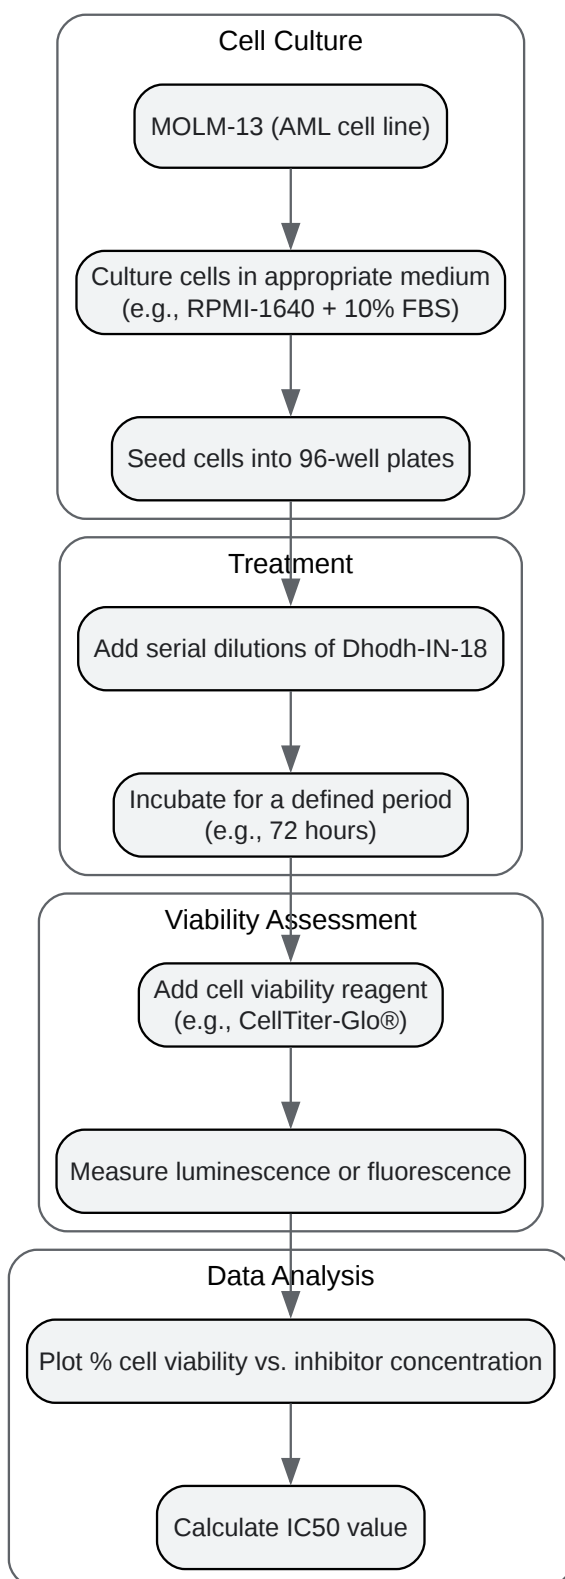 Cell Culture
MOLM-13 (AML cell line)
Culture cells in appropriate medium
(e.g., RPMI-1640 + 10% FBS)
Seed cells into 96-well plates
Treatment
Add serial dilutions of Dhodh-IN-18
Incubate for a defined period
(e.g., 72 hours)
Viability Assessment
Add cell viability reagent
(e.g., CellTiter-Glo®)
Measure luminescence or fluorescence
Data Analysis
Plot % cell viability vs. inhibitor concentration
Calculate IC50 value